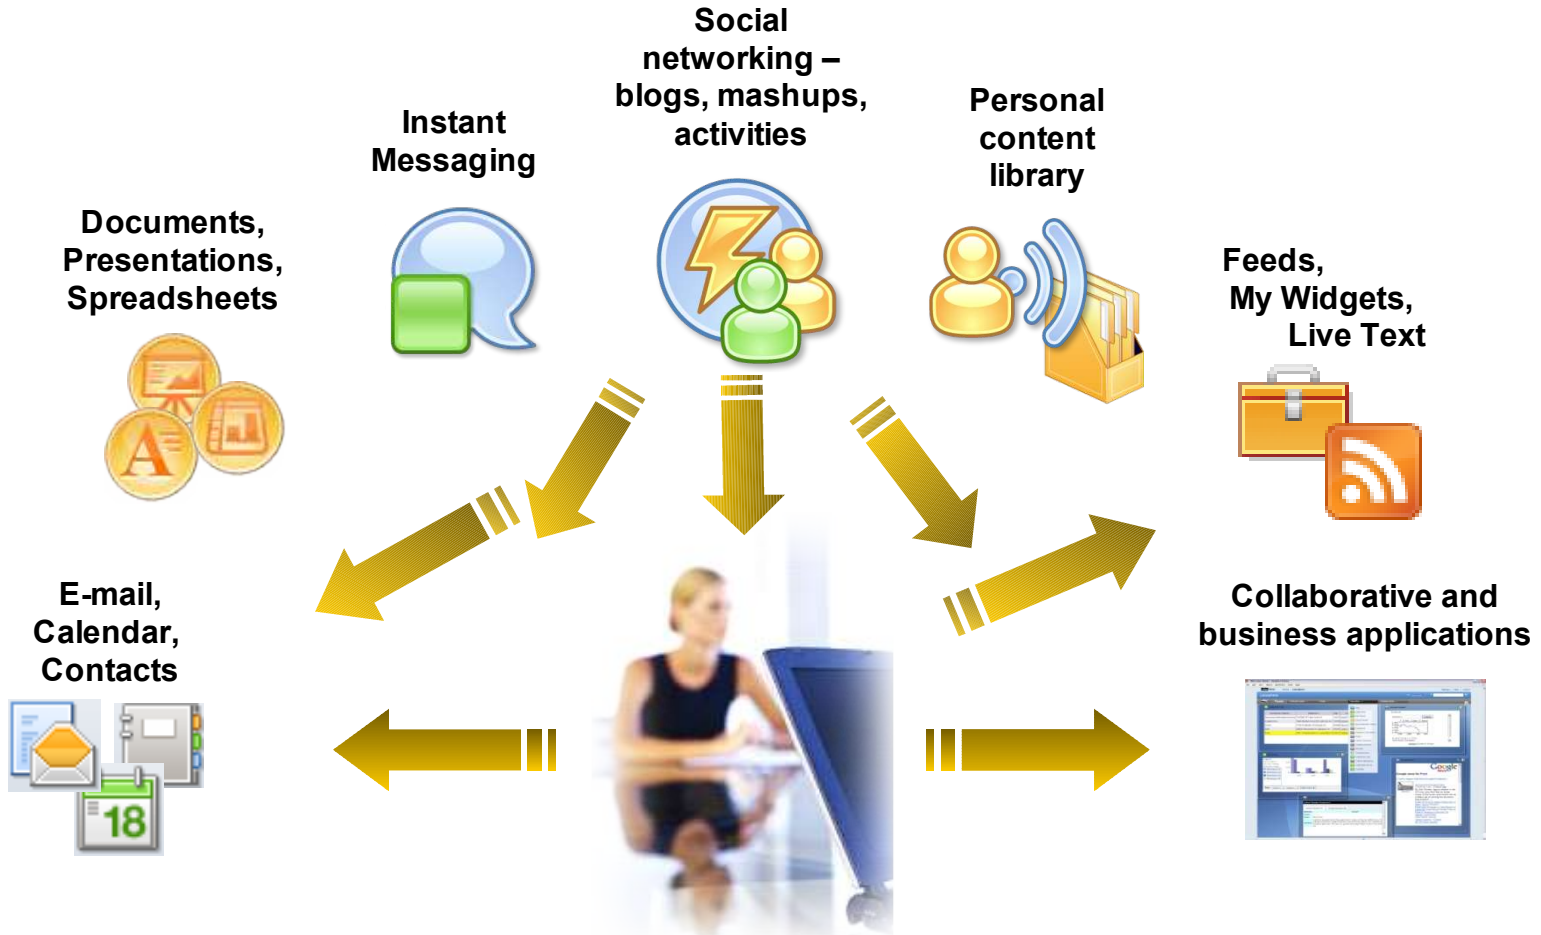 Social
networking –
blogs, mashups,
activities
Instant
Messaging
Personal
content
library
Documents,
Presentations,
Spreadsheets
Feeds,
My Widgets,
Live Text
A
E-mail,
Calendar,
Contacts
Collaborative and
business applications
18
Google